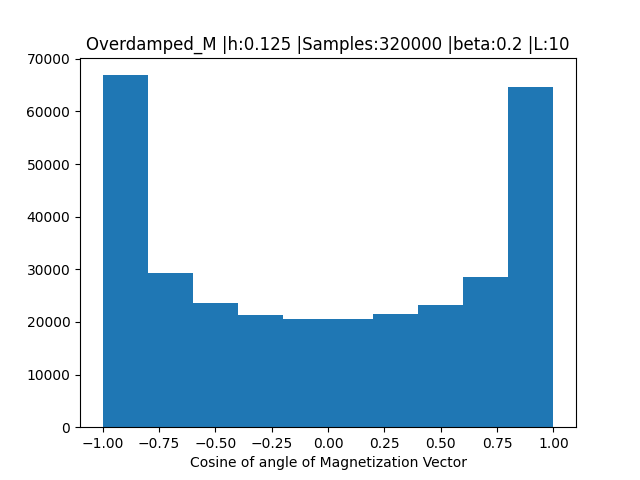 Overdamped_M |h:0.125 |Samples:320000 |beta:0.2 |L:10
70000
60000
50000
40000
30000
20000
10000
0
−1.00 −0.75 −0.50 −0.25 0.00 0.25 0.50 0.75 1.00
Cosine of angle of Magnetization Vector